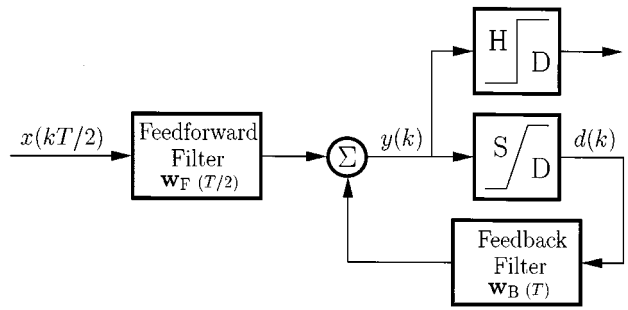 H
D
x(kT/2)
Feedforward
Filter
w_F (T/2)
Σ
y(k)
S
D
d(k)
Feedback
Filter
w_B (T)